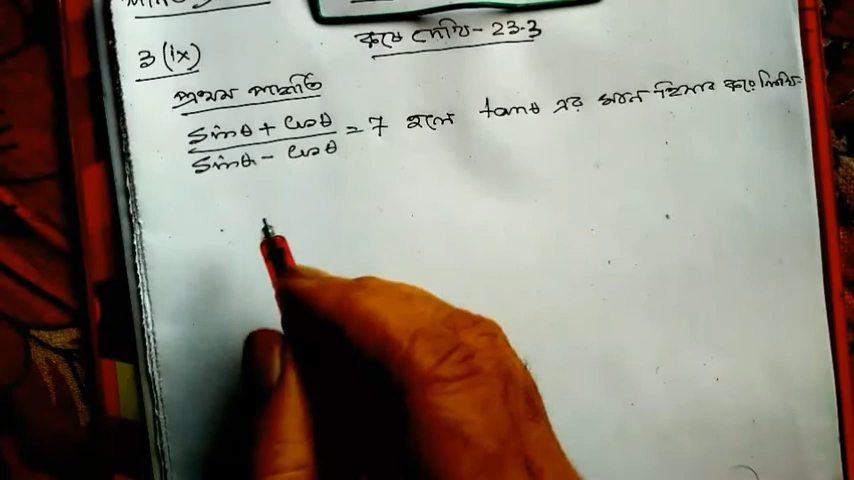 কষে দেখি- 23.3
3 (ix)
প্রথম পদ্ধতি
sinθ + cosθ / sinθ - cosθ = 7 হলে tanθ এর মান হিসাব করে লিখি-